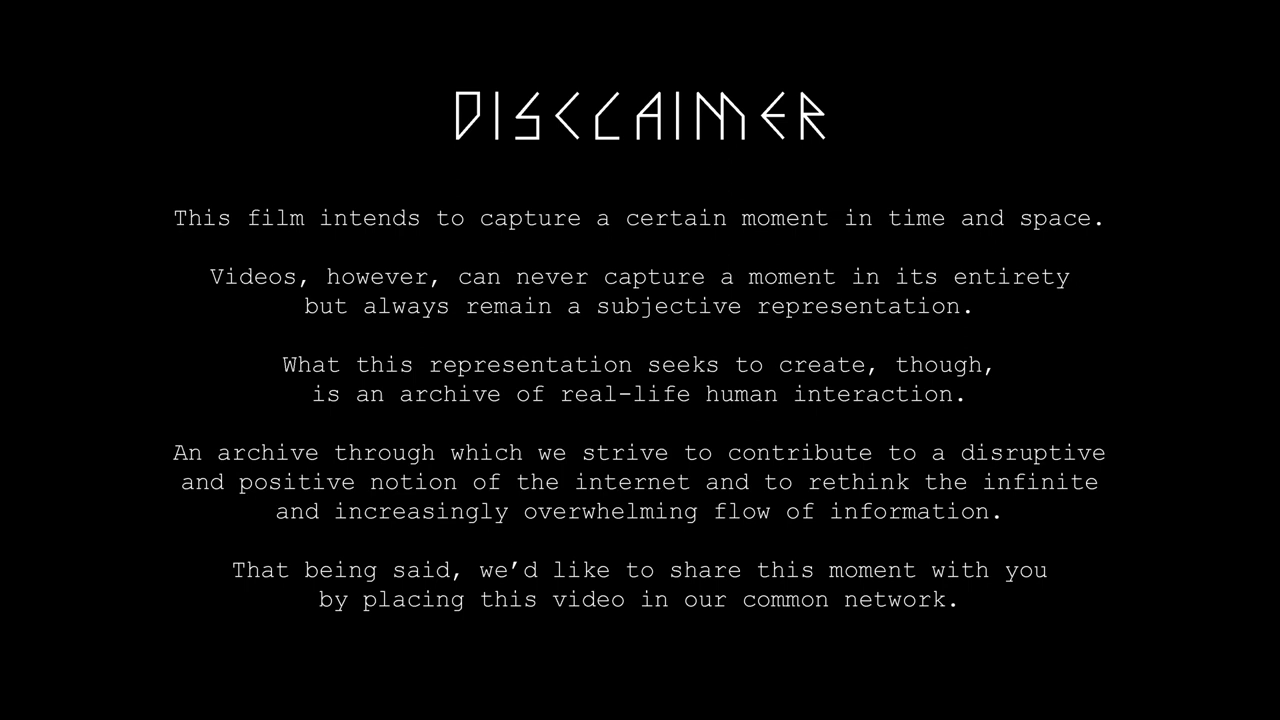 DISCLAIMER
This film intends to capture a certain moment in time and space.
Videos, however, can never capture a moment in its entirety
but always remain a subjective representation.
What this representation seeks to create, though,
is an archive of real-life human interaction.
An archive through which we strive to contribute to a disruptive
and positive notion of the internet and to rethink the infinite
and increasingly overwhelming flow of information.
That being said, we’d like to share this moment with you
by placing this video in our common network.